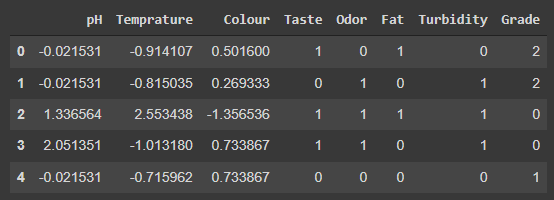 pH Temprature Colour Taste Odor Fat Turbidity Grade
0 -0.021531 -0.914107 0.501600 1 0 1 0 2
1 -0.021531 -0.815035 0.269333 0 1 0 1 2
2 1.336564 2.553438 -1.356536 1 1 1 1 0
3 2.051351 -1.013180 0.733867 1 1 0 1 0
4 -0.021531 -0.715962 0.733867 0 0 0 0 1